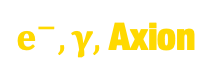 e⁻, γ, Axion